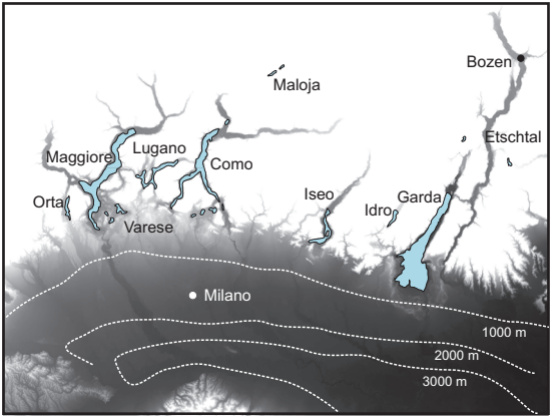 Bozen
Maloja
Etschtal
Lugano
Maggiore
Como
Iseo
Garda
Orta
Idro
Varese
Milano
1000 m
2000 m
3000 m